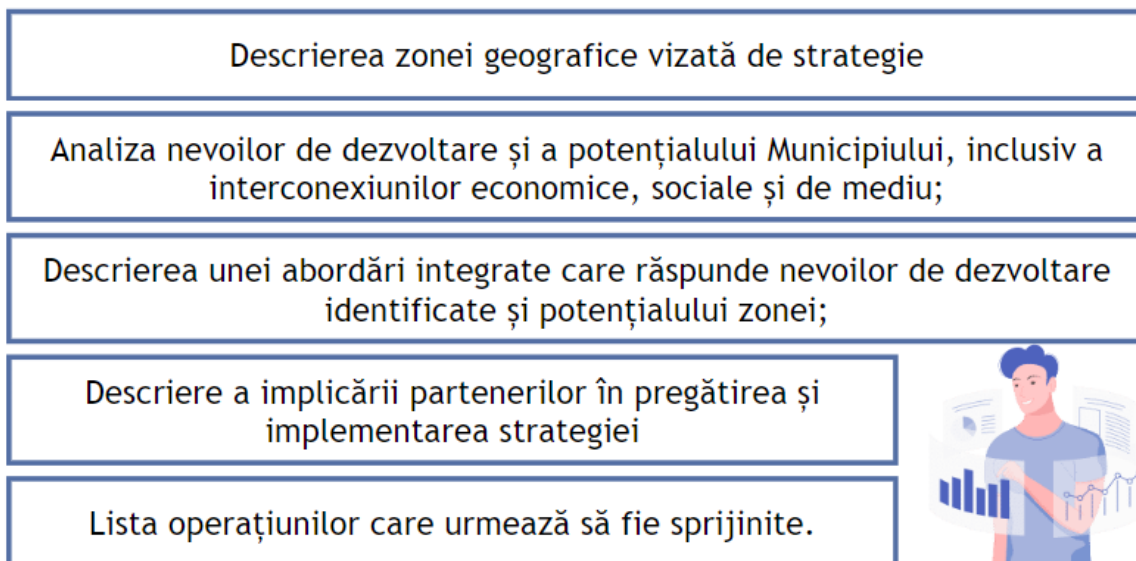 Descrierea zonei geografice vizată de strategie
Analiza nevoilor de dezvoltare și a potențialului Municipiului, inclusiv a
interconexiunilor economice, sociale și de mediu;
Descrierea unei abordări integrate care răspunde nevoilor de dezvoltare
identificate și potențialului zonei;
Descriere a implicării partenerilor în pregătirea și
implementarea strategiei
Lista operațiunilor care urmează să fie sprijinite.